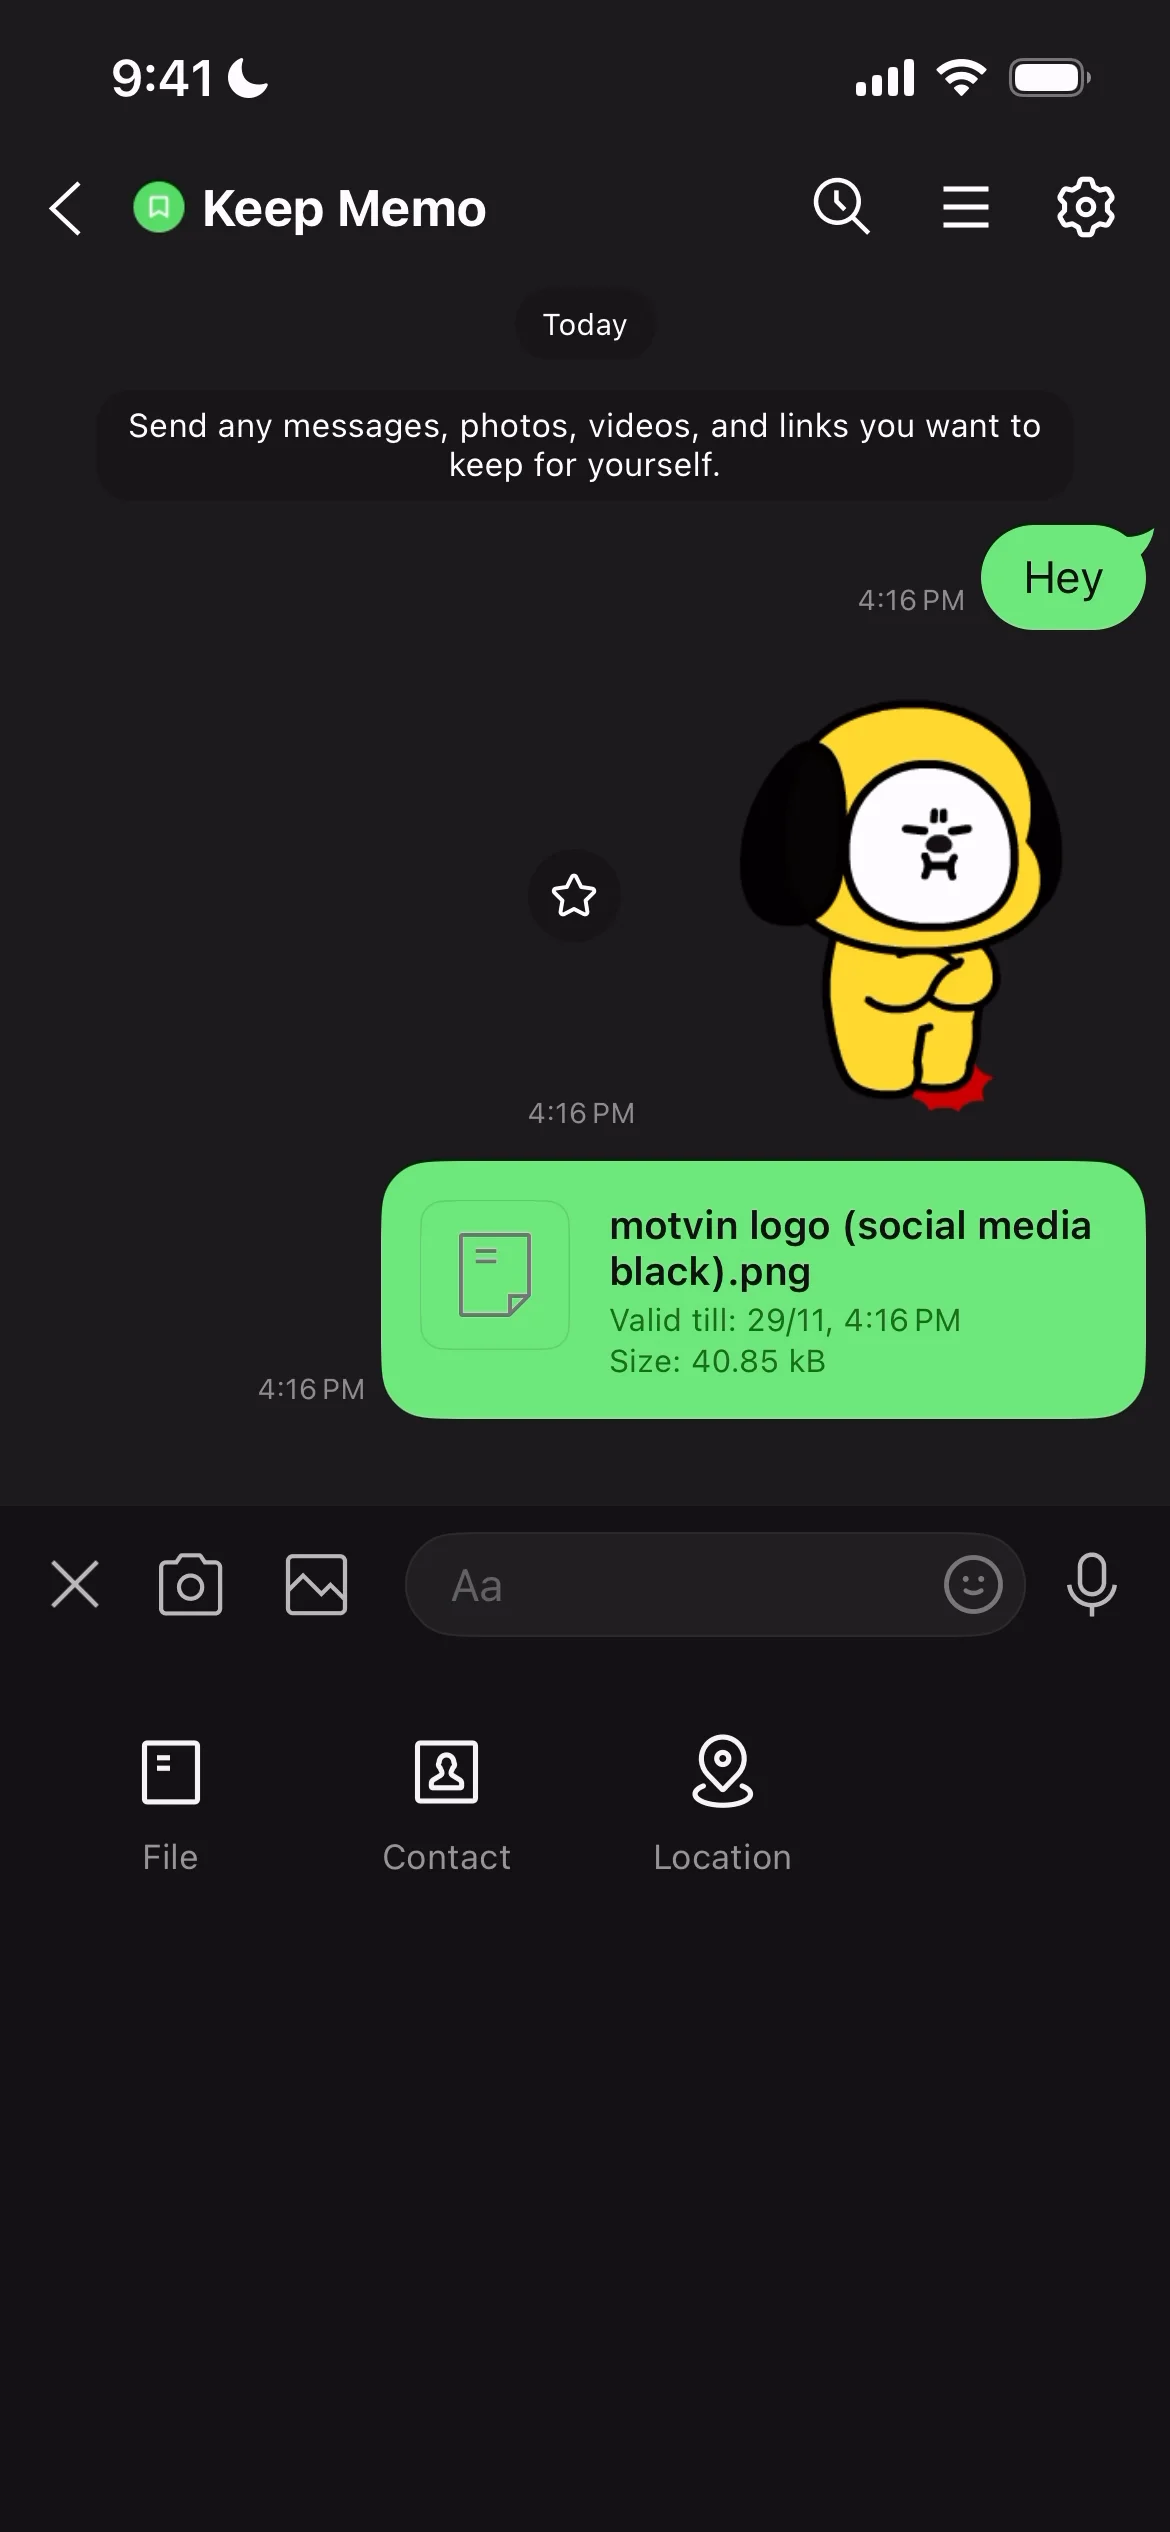 9:41
Keep Memo
Today
Send any messages, photos, videos, and links you want to
keep for yourself.
Hey
4:16 PM
4:16 PM
motvin logo (social media
black).png
Valid till: 29/11, 4:16 PM
Size: 40.85 kB
4:16 PM
Aa
File
Contact
Location